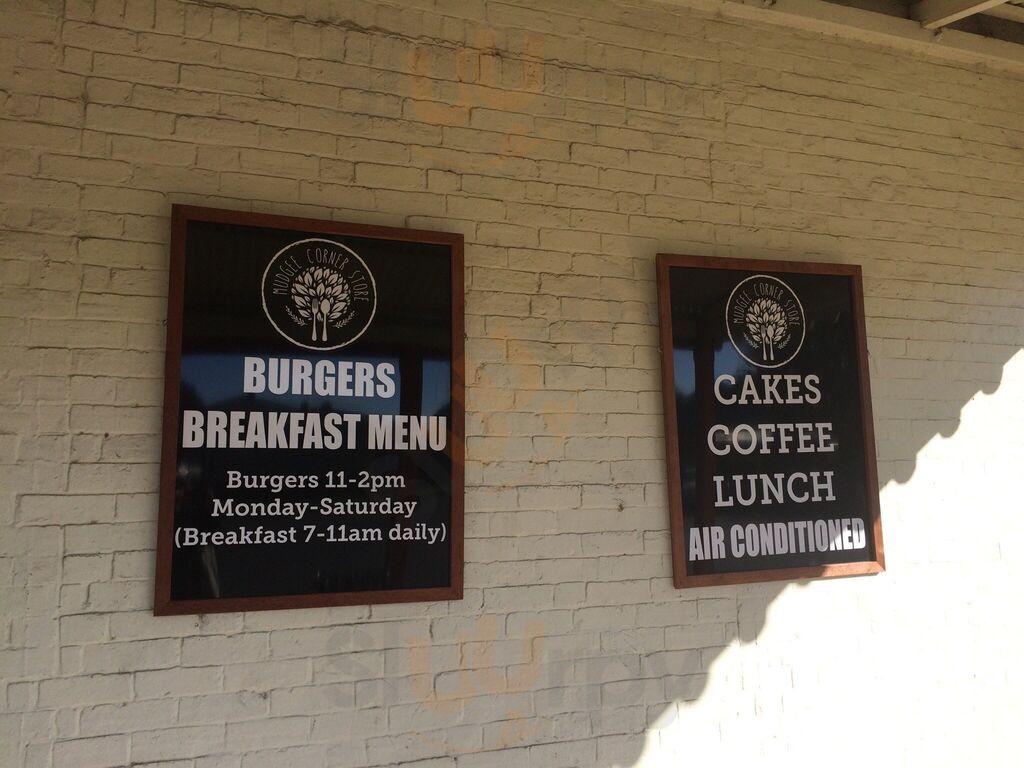 MUDGEE CORNER STORE
BURGERS
BREAKFAST MENU
Burgers 11-2pm
Monday-Saturday
(Breakfast 7-11am daily)
MUDGEE CORNER STORE
CAKES
COFFEE
LUNCH
AIR CONDITIONED